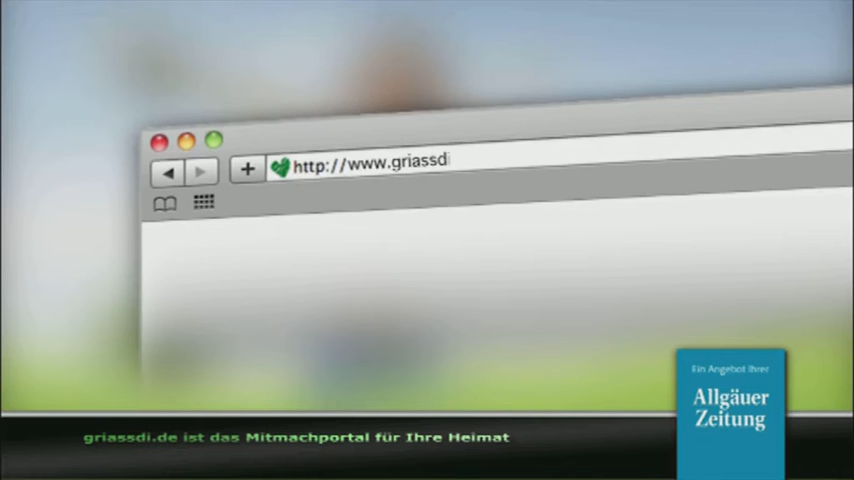 http://www.griassdi
Ein Angebot Ihrer
Allgäuer
Zeitung
griassdi.de ist das Mitmachportal für Ihre Heimat